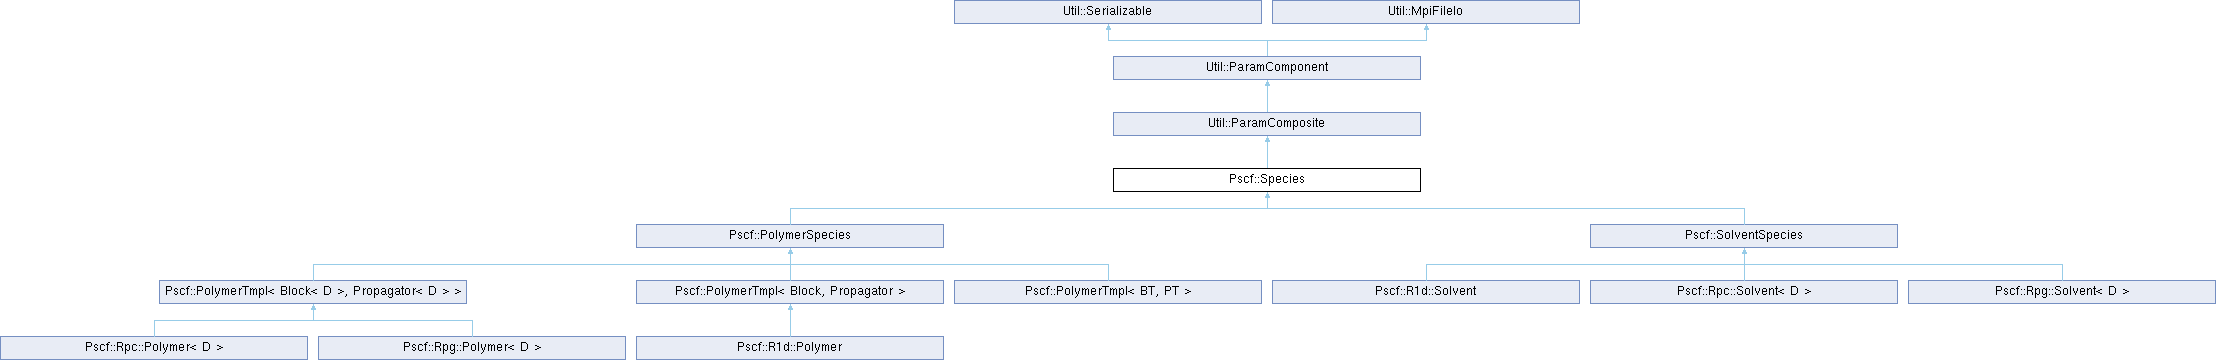 Util::Serializable
Util::MpiFileIo
Util::ParamComponent
Util::ParamComposite
Pscf::Species
Pscf::PolymerSpecies
Pscf::SolventSpecies
Pscf::PolymerTmpl< Block< D >, Propagator< D > >
Pscf::PolymerTmpl< Block, Propagator >
Pscf::PolymerTmpl< BT, PT >
Pscf::R1d::Solvent
Pscf::Rpc::Solvent< D >
Pscf::Rpg::Solvent< D >
Pscf::Rpc::Polymer< D >
Pscf::Rpg::Polymer< D >
Pscf::R1d::Polymer